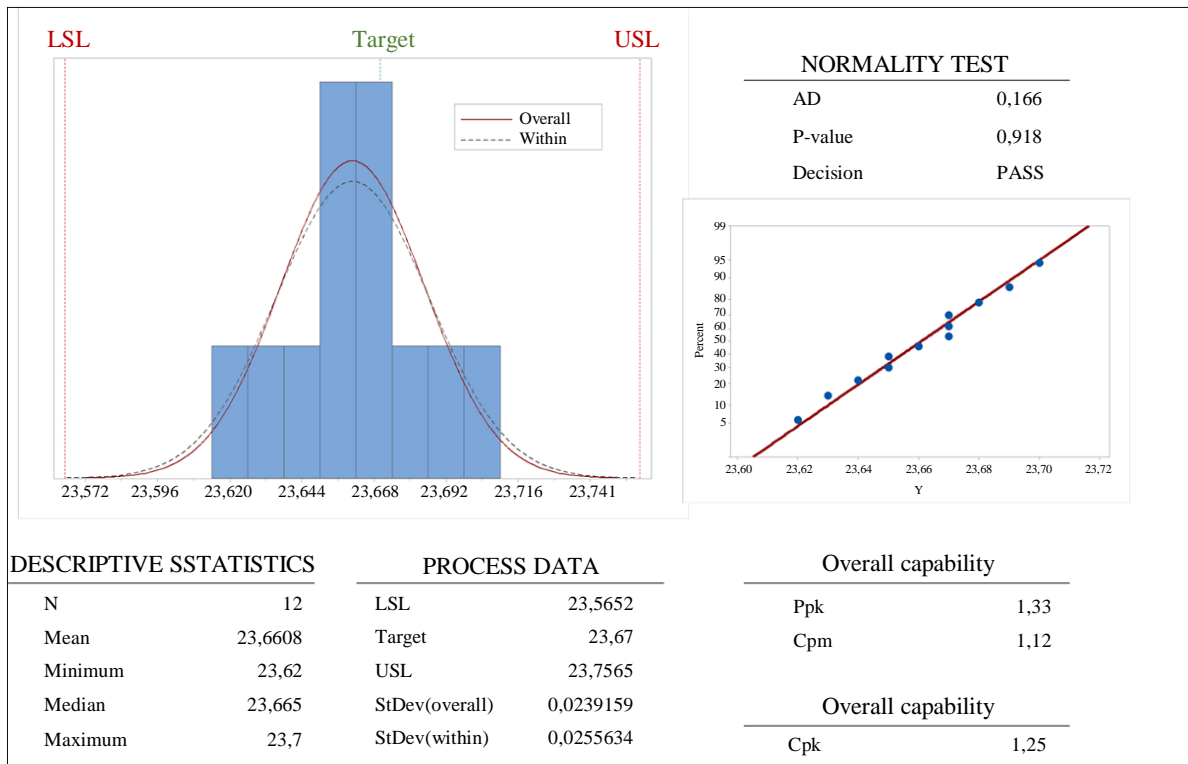 LSL Target USL
Overall
Within
23,572 23,596 23,620 23,644 23,668 23,692 23,716 23,741
NORMALITY TEST
AD 0,166
P-value 0,918
Decision PASS
99
95
90
80
70
60
50
40
30
20
10
5
Percent
23,60 23,62 23,64 23,66 23,68 23,70 23,72
Y
DESCRIPTIVE SSTATISTICS
N 12
Mean 23,6608
Minimum 23,62
Median 23,665
Maximum 23,7
PROCESS DATA
LSL 23,5652
Target 23,67
USL 23,7565
StDev(overall) 0,0239159
StDev(within) 0,0255634
Overall capability
Ppk 1,33
Cpm 1,12
Overall capability
Cpk 1,25